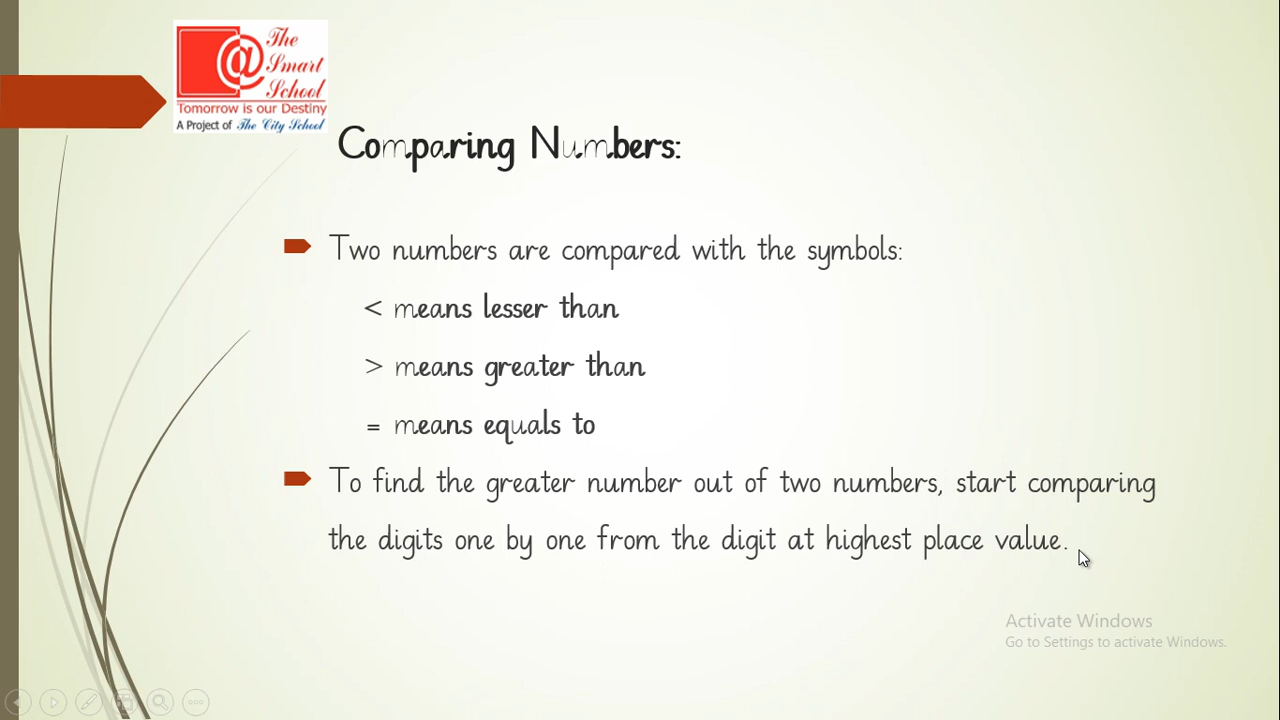 The
Smart
School
Tomorrow is our Destiny
A Project of The City School
Comparing Numbers:
Two numbers are compared with the symbols:
< means lesser than
> means greater than
= means equals to
To find the greater number out of two numbers, start comparing
the digits one by one from the digit at highest place value.
Activate Windows
Go to Settings to activate Windows.